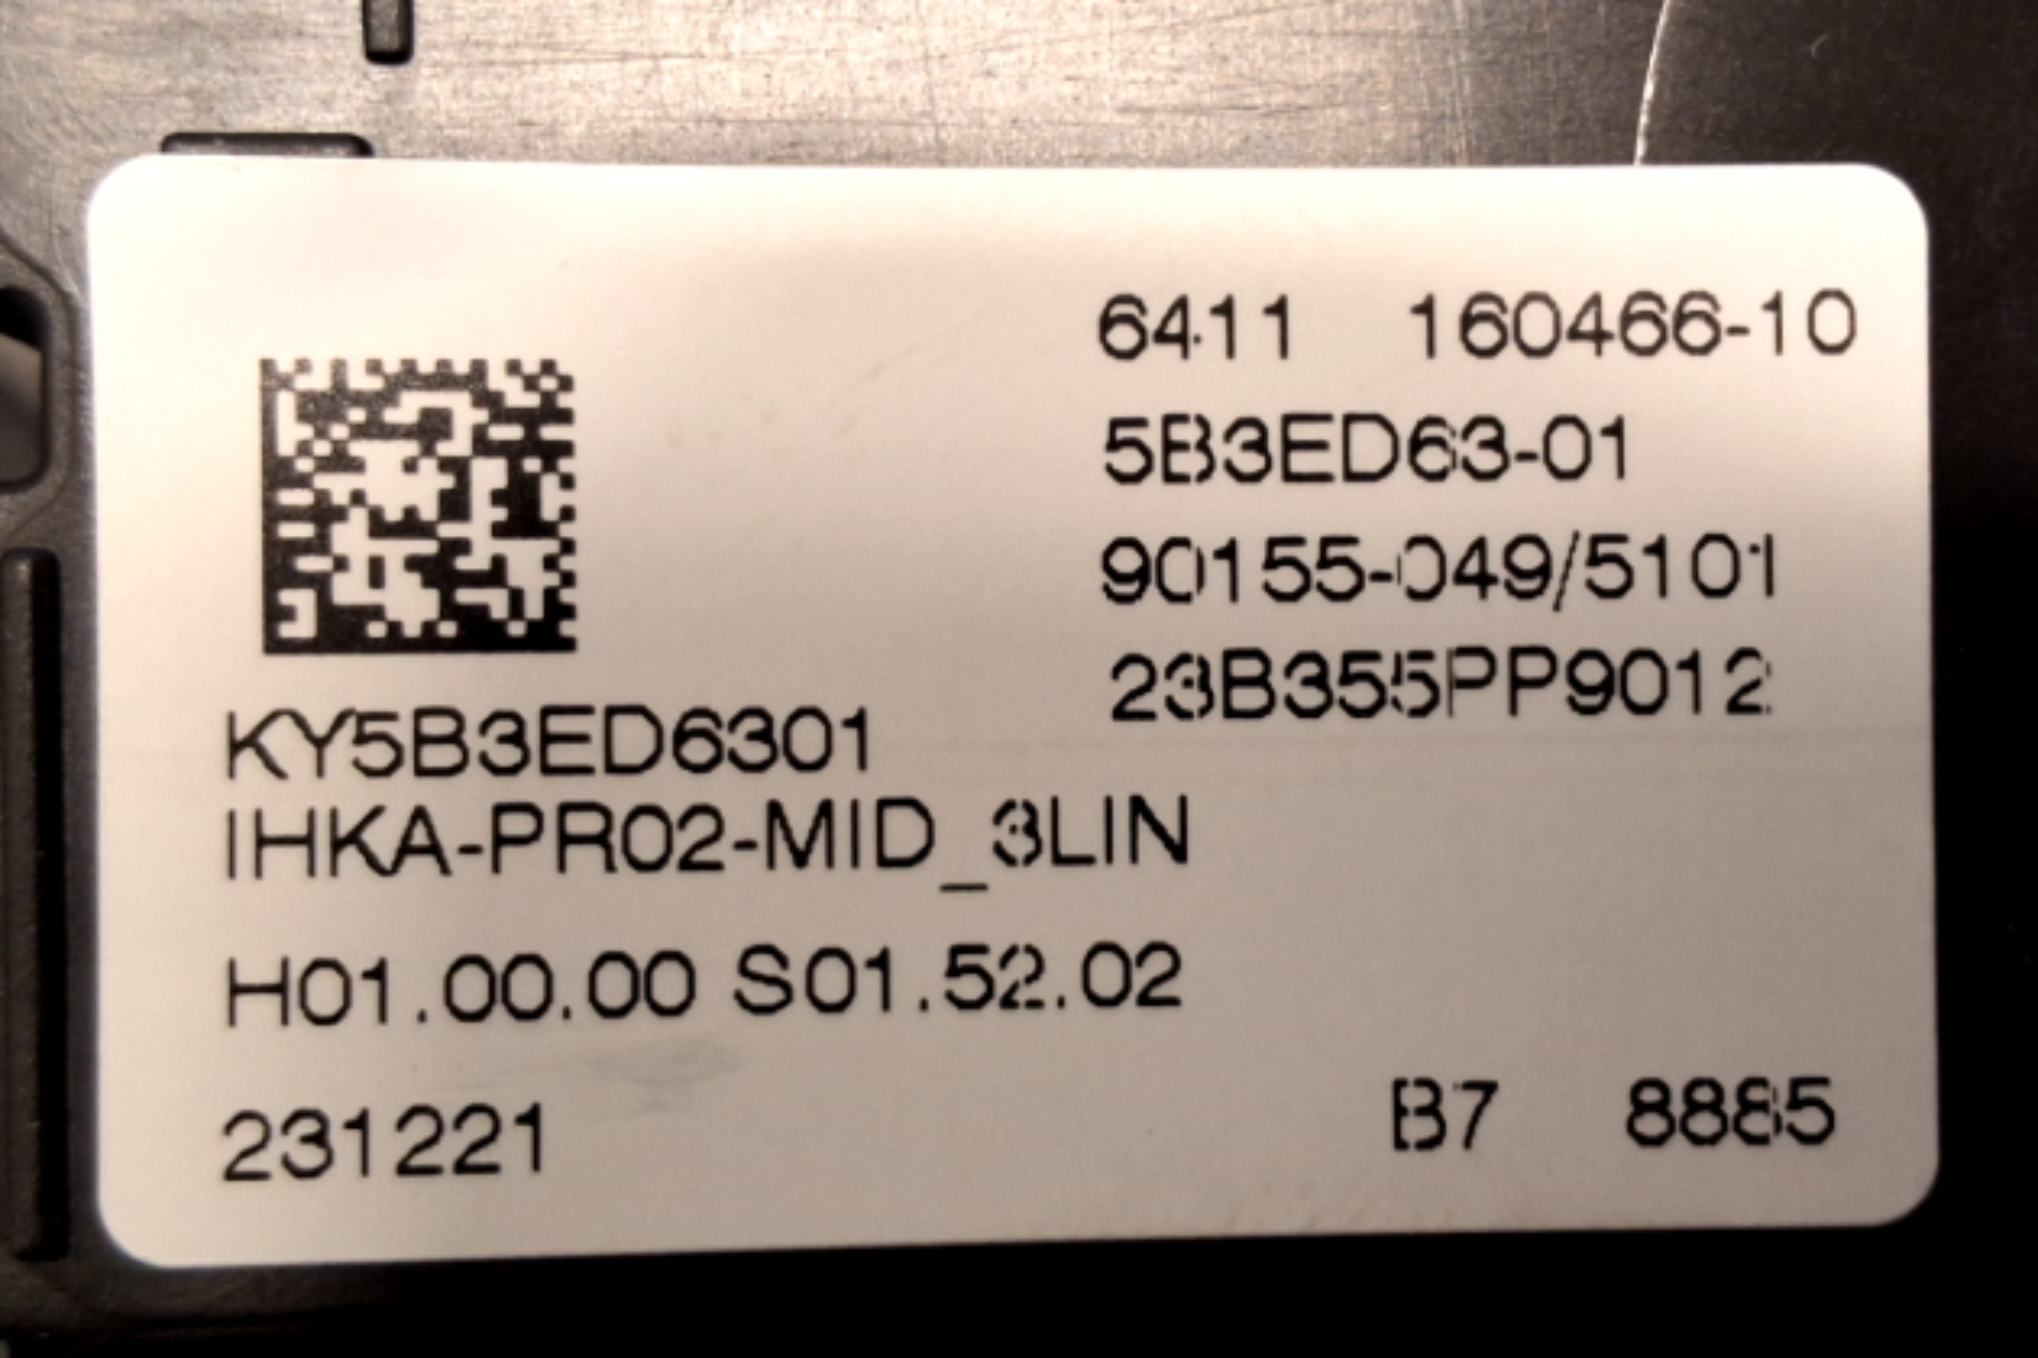 6411 160466-10
5B3ED63-01
90155-049/5101
23B355PP9012
KY5B3ED6301
IHKA-PR02-MID_3LIN
H01.00.00 S01.52.02
231221
B7 8885